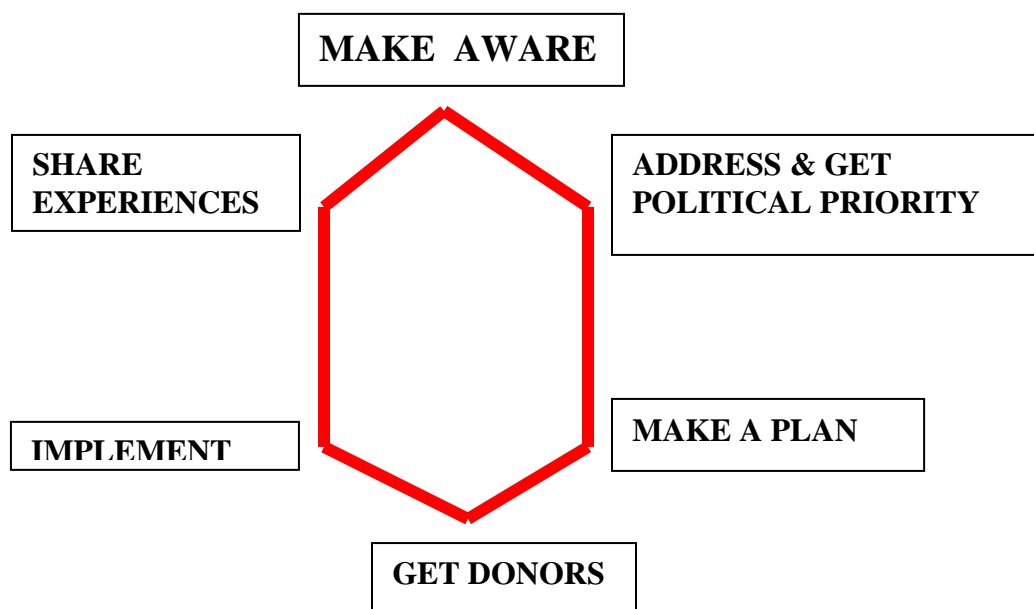 MAKE AWARE
SHARE
EXPERIENCES
ADDRESS & GET
POLITICAL PRIORITY
IMPLEMENT
MAKE A PLAN
GET DONORS